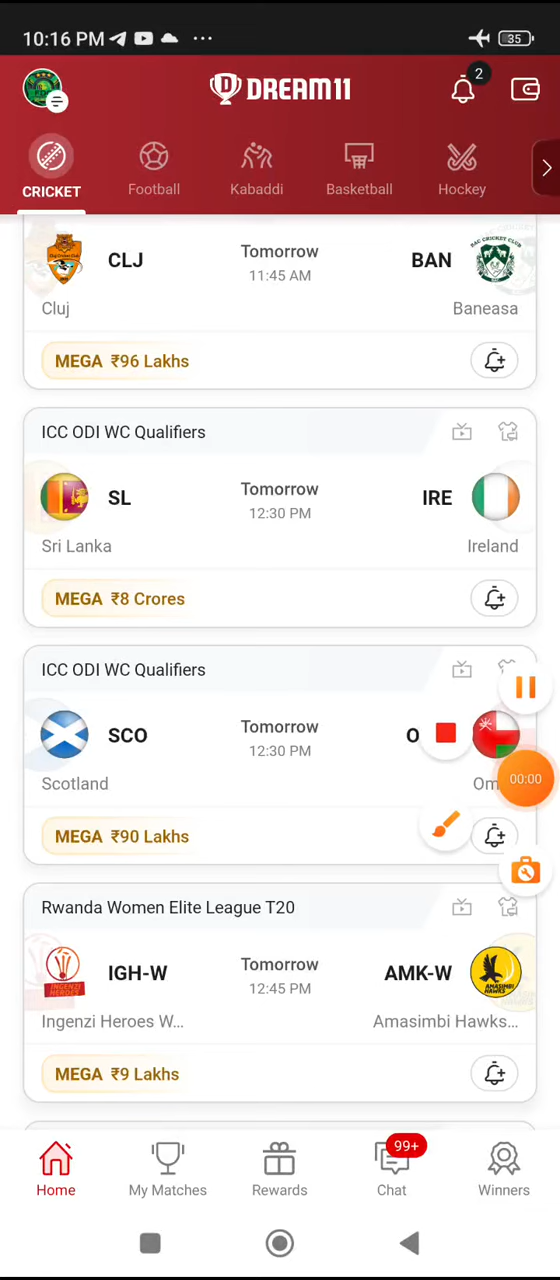 10:16 PM ... 35
DREAM11 2
CRICKET Football Kabaddi Basketball Hockey
CLJ Tomorrow BAN
11:45 AM
Cluj Baneasa
MEGA ₹96 Lakhs
ICC ODI WC Qualifiers
SL Tomorrow IRE
12:30 PM
Sri Lanka Ireland
MEGA ₹8 Crores
ICC ODI WC Qualifiers
SCO Tomorrow O
12:30 PM
Scotland Om
00:00
MEGA ₹90 Lakhs
Rwanda Women Elite League T20
IGH-W Tomorrow AMK-W
12:45 PM
Ingenzi Heroes W... Amasimbi Hawks...
MEGA ₹9 Lakhs
99+
Home My Matches Rewards Chat Winners